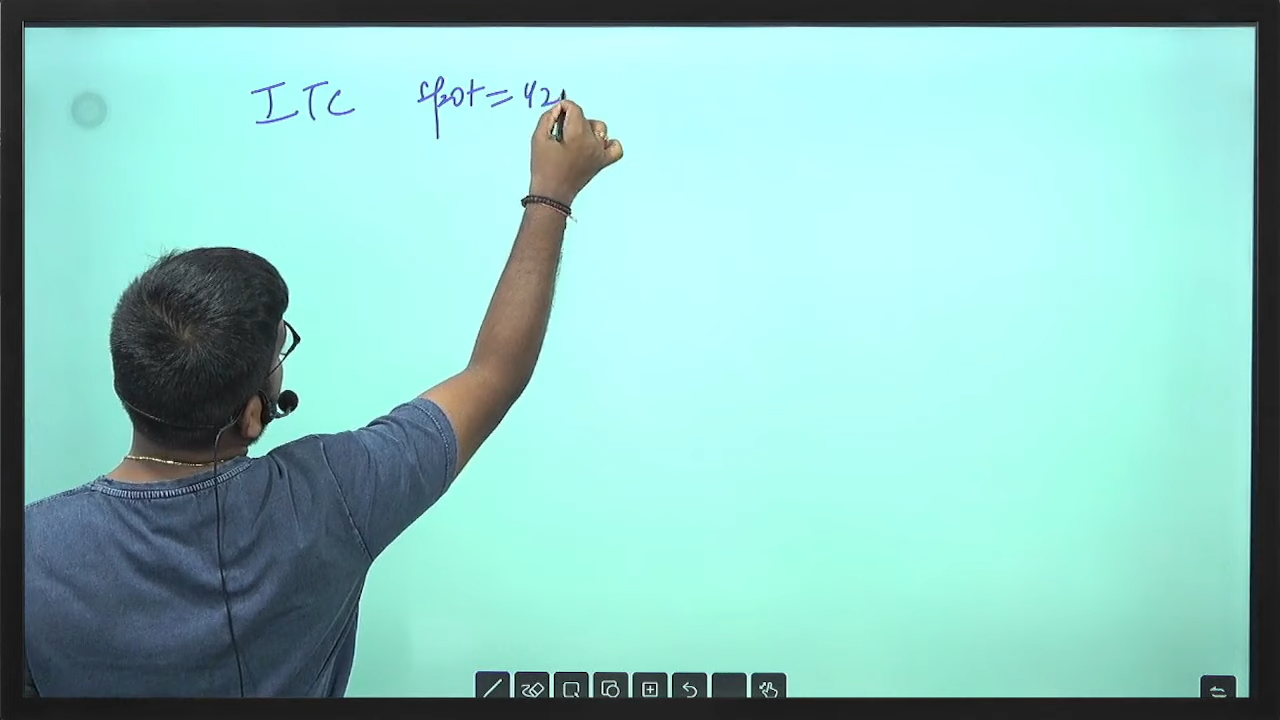 ITC spot = 42